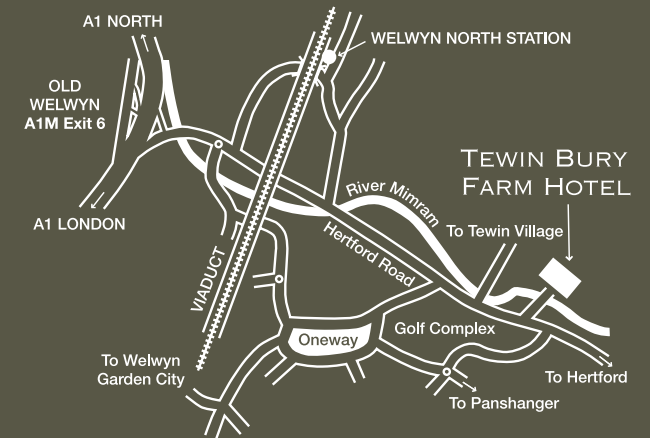 A1 NORTH
WELWYN NORTH STATION
OLD
WELWYN
A1M Exit 6
TEWIN BURY
FARM HOTEL
River Mimram
A1 LONDON
To Tewin Village
Hertford Road
VIADUCT
Golf Complex
Oneway
To Welwyn
Garden City
To Hertford
To Panshanger